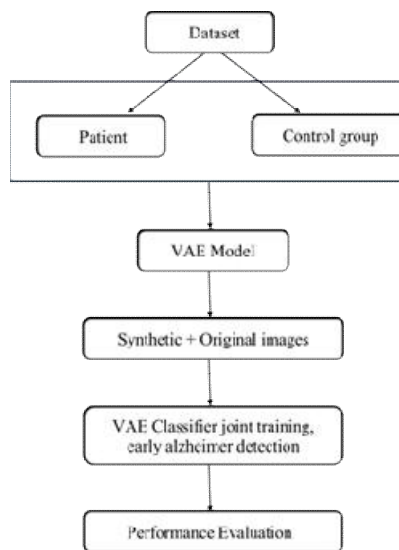 Dataset
Patient
Control group
VAE Model
Synthetic + Original images
VAE Classifier joint training,
early alzheimer detection
Performance Evaluation